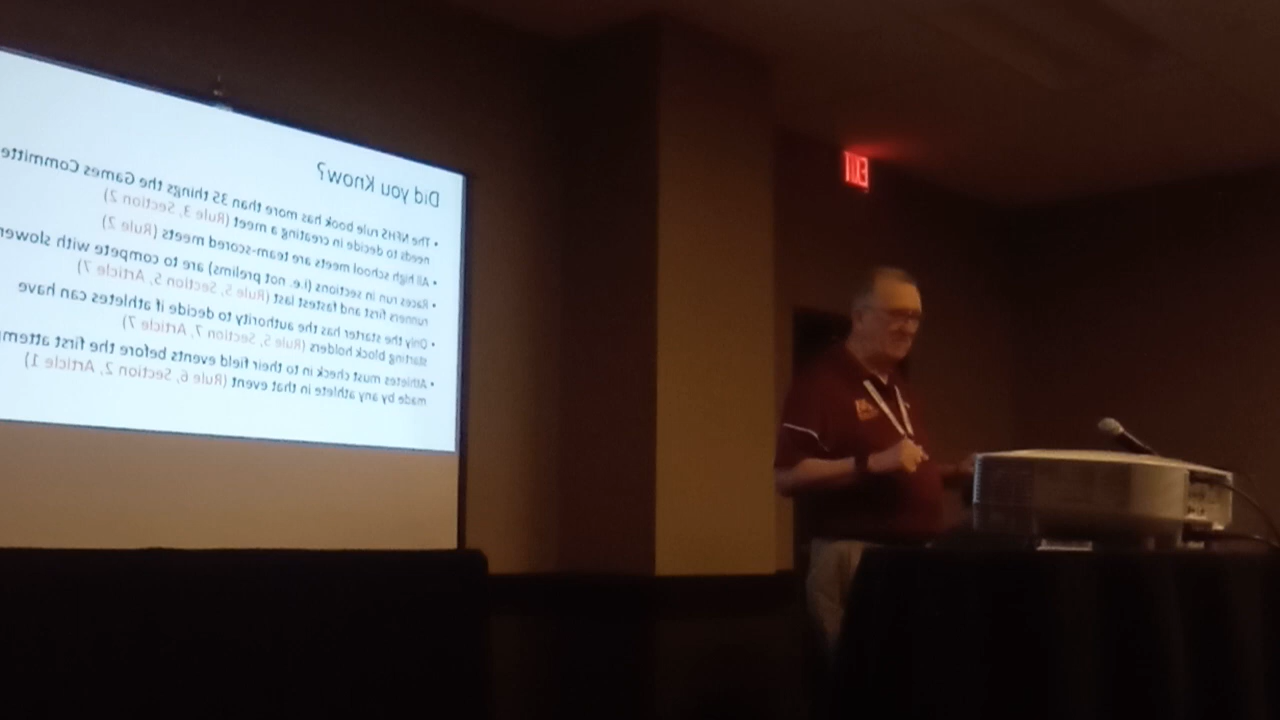 Did you Know?
• The NFHS rule book has more than 35 things the Games Committe
needs to decide in creating a meet (Rule 3, Section 2)
• All high school meets are team-scored meets (Rule 2)
• Races run in sections (i.e. not prelims) are to compete with slower
runners first and fastest last (Rule 5, Section 5, Article 7)
• Only the starter has the authority to decide if athletes can have
starting block holders (Rule 5, Section 7, Article 7)
• Athletes must check in to their field events before the first attem
made by any athlete in that event (Rule 6, Section 2, Article 1)
EXIT